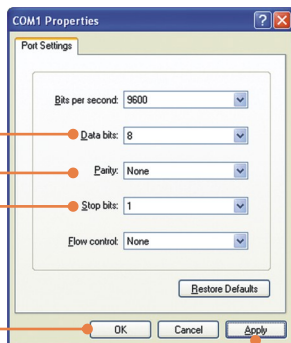 COM1 Properties
Port Settings
Bits per second: 9600
Data bits: 8
Parity: None
Stop bits: 1
Flow control: None
Restore Defaults
OK Cancel Apply